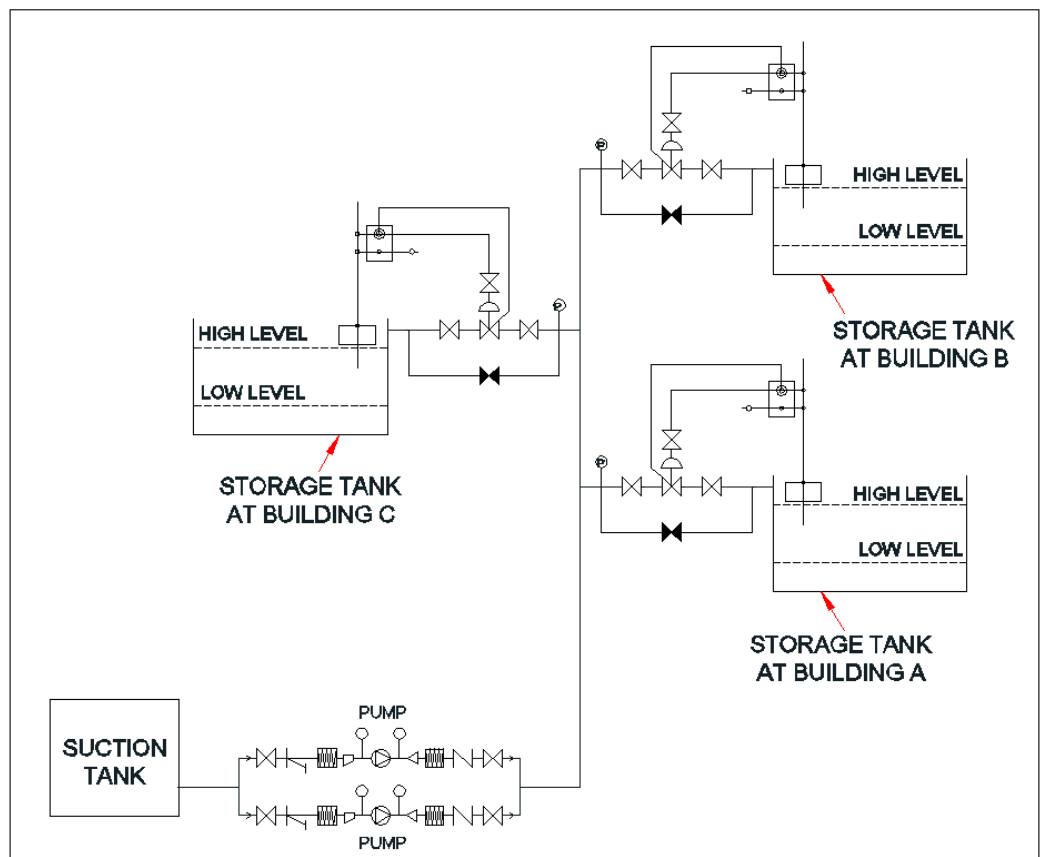 HIGH LEVEL
LOW LEVEL
STORAGE TANK
AT BUILDING B
HIGH LEVEL
LOW LEVEL
STORAGE TANK
AT BUILDING C
HIGH LEVEL
LOW LEVEL
STORAGE TANK
AT BUILDING A
SUCTION
TANK
PUMP
PUMP
P
P
P